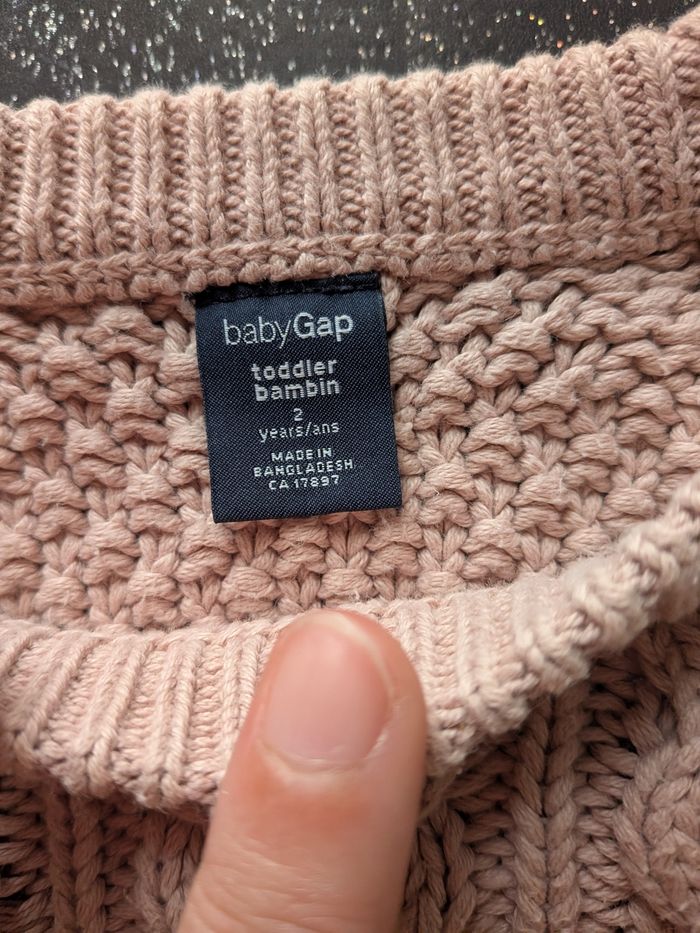 babyGap
toddler
bambin
2
years/ans
MADE IN
BANGLADESH
CA 17897